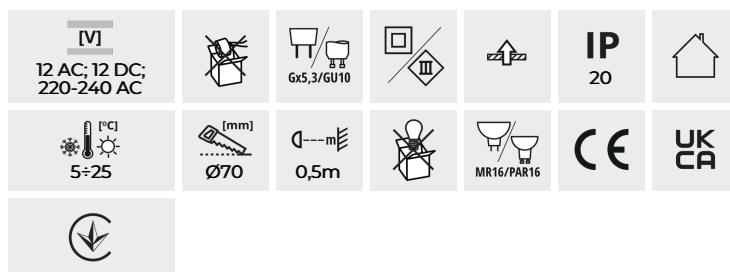 [V]
12 AC; 12 DC;
220-240 AC
Gx5,3/GU10
III
IP
20
[°C]
5÷25
[mm]
Ø70
m
0,5m
MR16/PAR16
CE
UK
CA